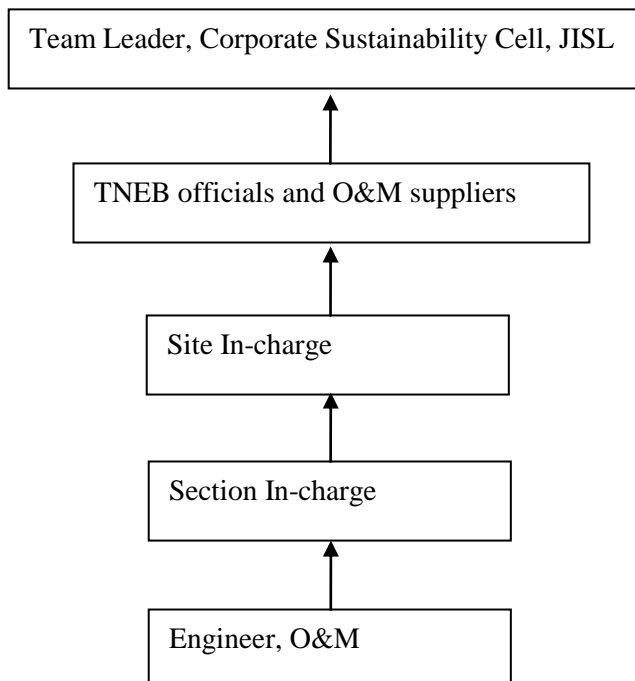 Team Leader, Corporate Sustainability Cell, JISL
TNEB officials and O&M suppliers
Site In-charge
Section In-charge
Engineer, O&M